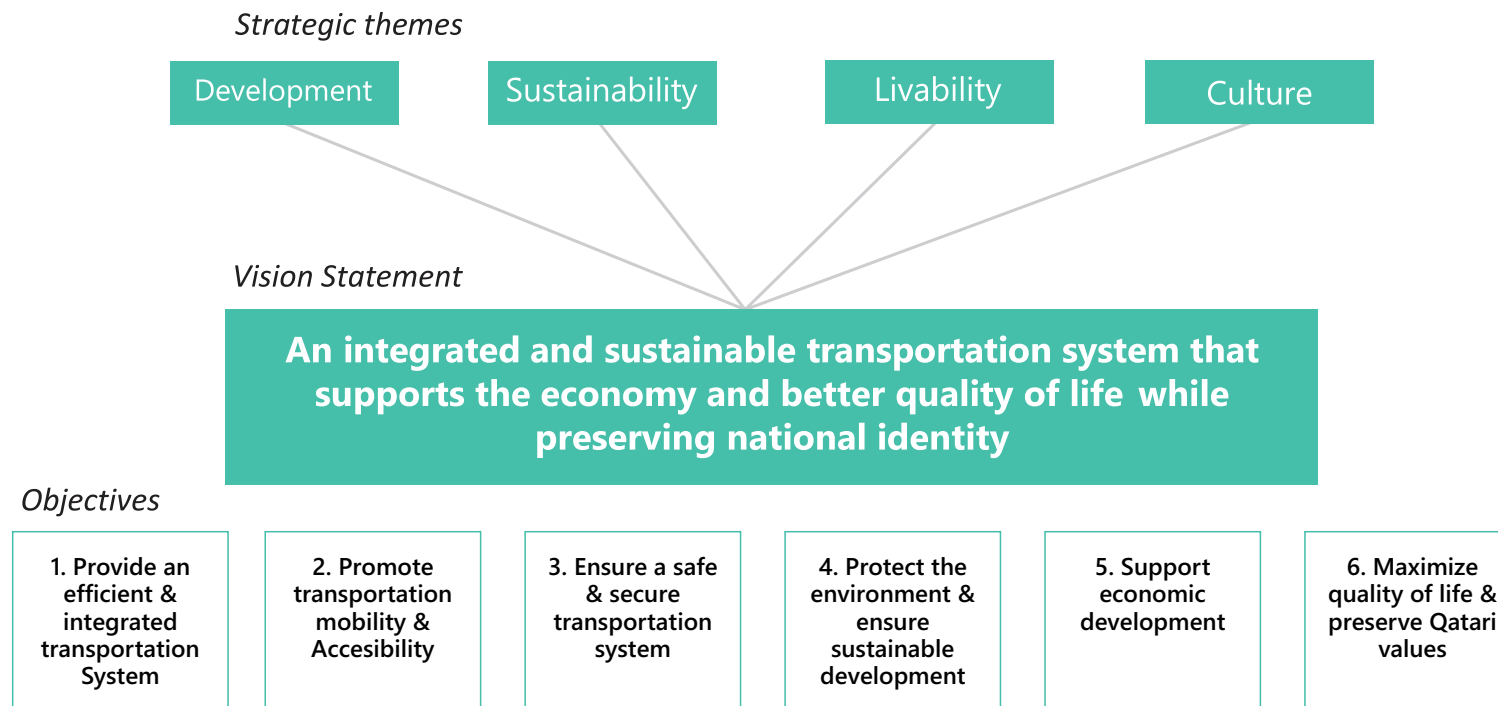 Strategic themes
Development
Sustainability
Livability
Culture
Vision Statement
An integrated and sustainable transportation system that
supports the economy and better quality of life while
preserving national identity
Objectives
1. Provide an
efficient &
integrated
transportation
System
2. Promote
transportation
mobility &
Accesibility
3. Ensure a safe
& secure
transportation
system
4. Protect the
environment &
ensure
sustainable
development
5. Support
economic
development
6. Maximize
quality of life &
preserve Qatari
values